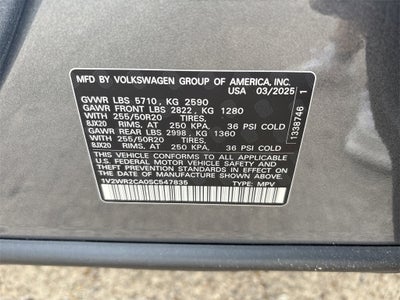 MFD BY VOLKSWAGEN GROUP OF AMERICA, INC.
USA 03/2025
GVWR LBS 5710, KG 2590
GAWR FRONT LBS 2822, KG 1280
WITH 255/50R20 TIRES,
8JX20 AT 250 KPA, 36 PSI COLD
GAWR REAR LBS 2998, KG 1360
WITH 255/50R20 TIRES,
8JX20 AT 250 KPA, 36 PSI COLD
THIS VEHICLE CONFORMS TO ALL APPLICABLE
U.S. FEDERAL MOTOR VEHICLE SAFETY AND
THEFT PREVENTION STANDARDS IN EFFECT ON
THE DATE OF MANUFACTURE SHOWN ABOVE.
1V2WR2CA0SC547835 TYPE: MPV
1338746 1